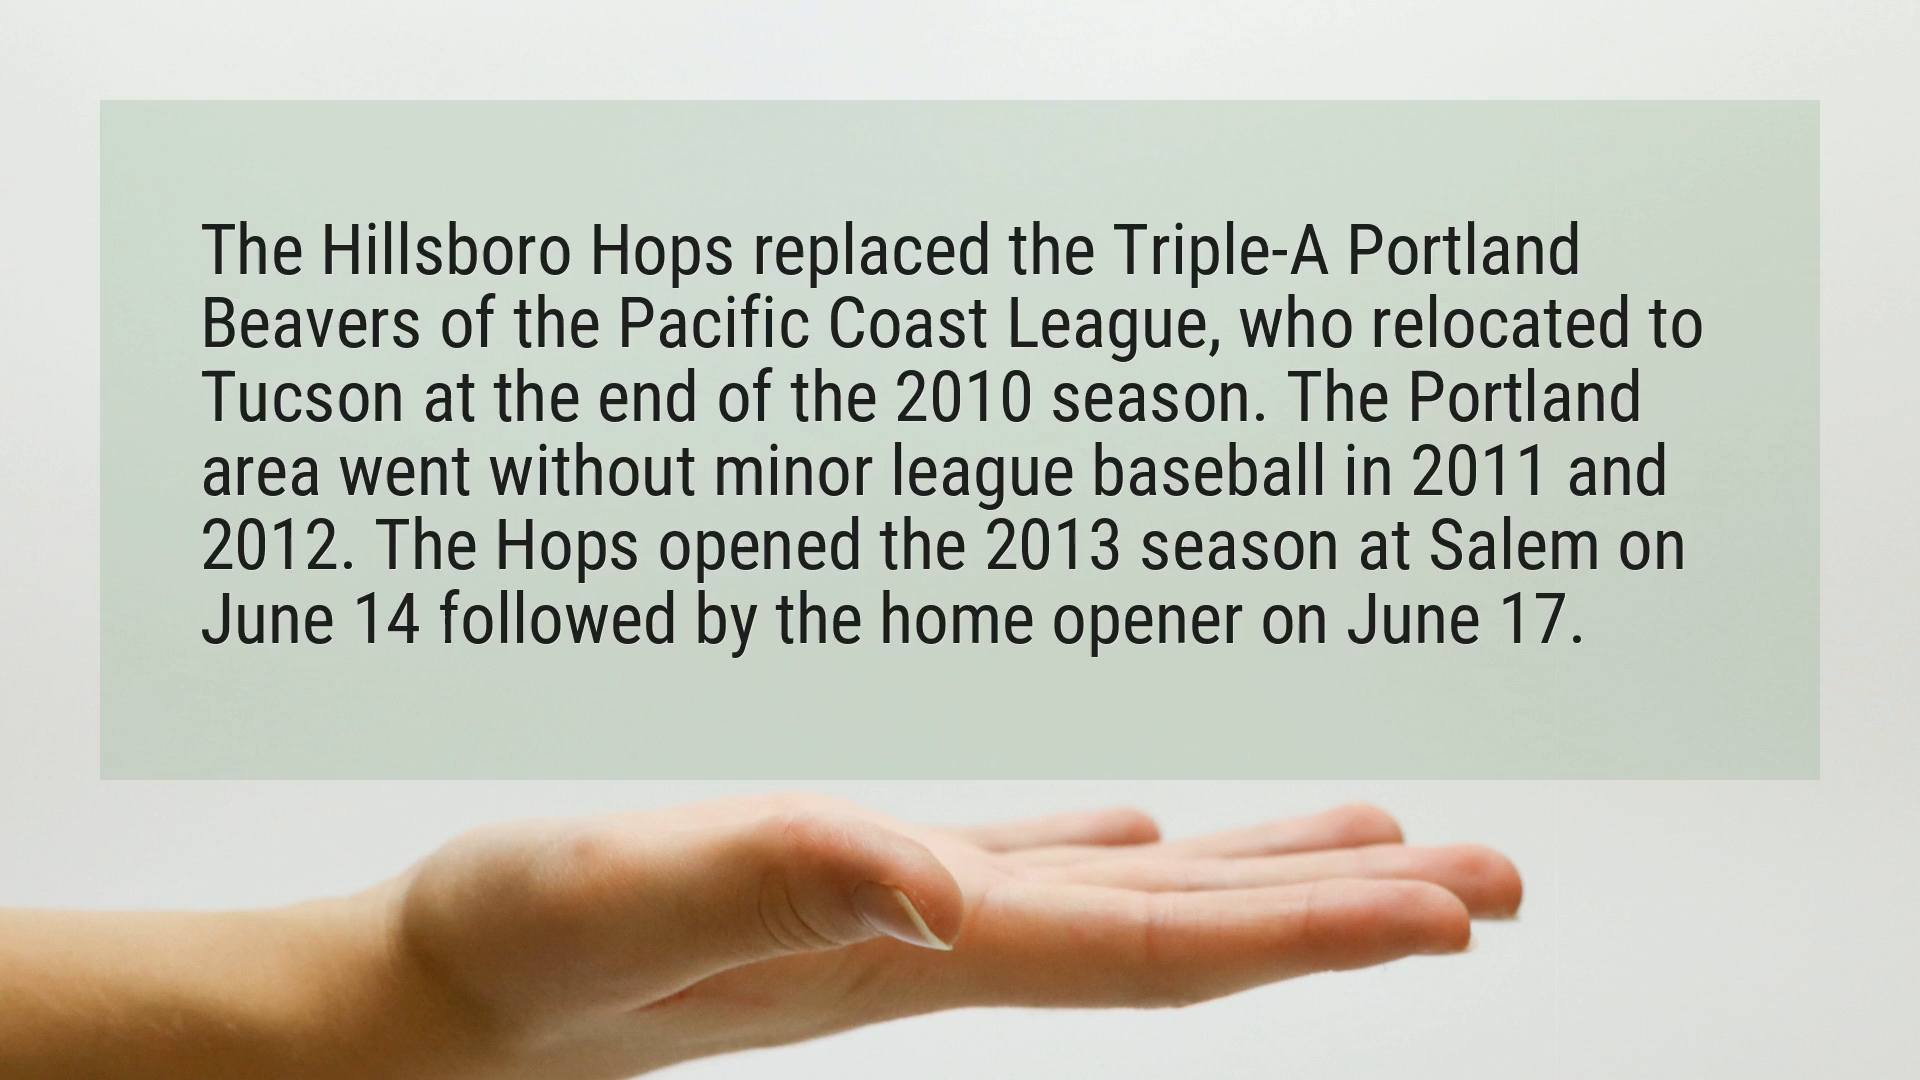 The Hillsboro Hops replaced the Triple-A Portland
Beavers of the Pacific Coast League, who relocated to
Tucson at the end of the 2010 season. The Portland
area went without minor league baseball in 2011 and
2012. The Hops opened the 2013 season at Salem on
June 14 followed by the home opener on June 17.